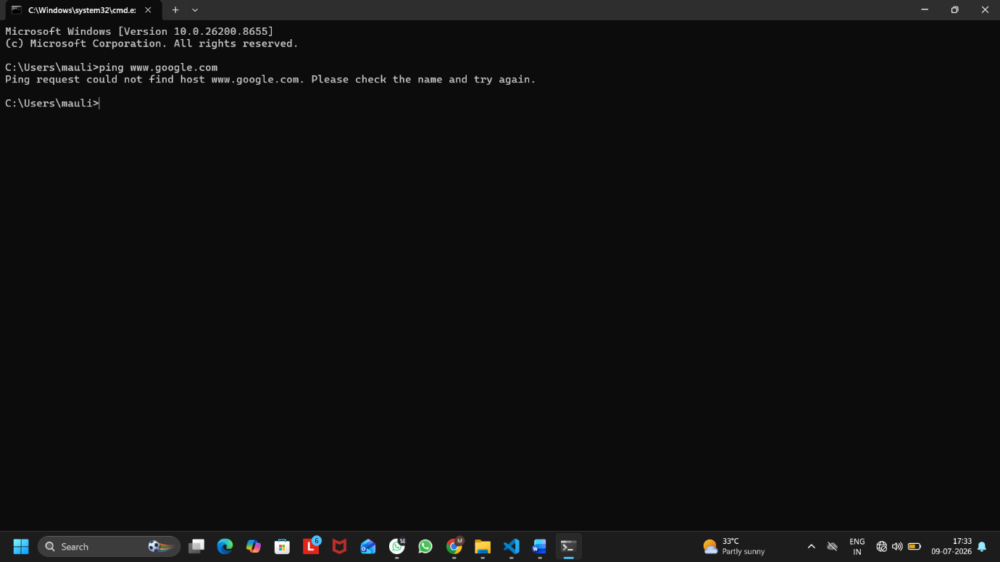 C:\Windows\system32\cmd.e:
Microsoft Windows [Version 10.0.26200.8655]
(c) Microsoft Corporation. All rights reserved.
C:\Users\mauli>ping www.google.com
Ping request could not find host www.google.com. Please check the name and try again.
C:\Users\mauli>
Search
L 6
14
M
33°C
Partly sunny
ENG
IN
17:33
09-07-2026